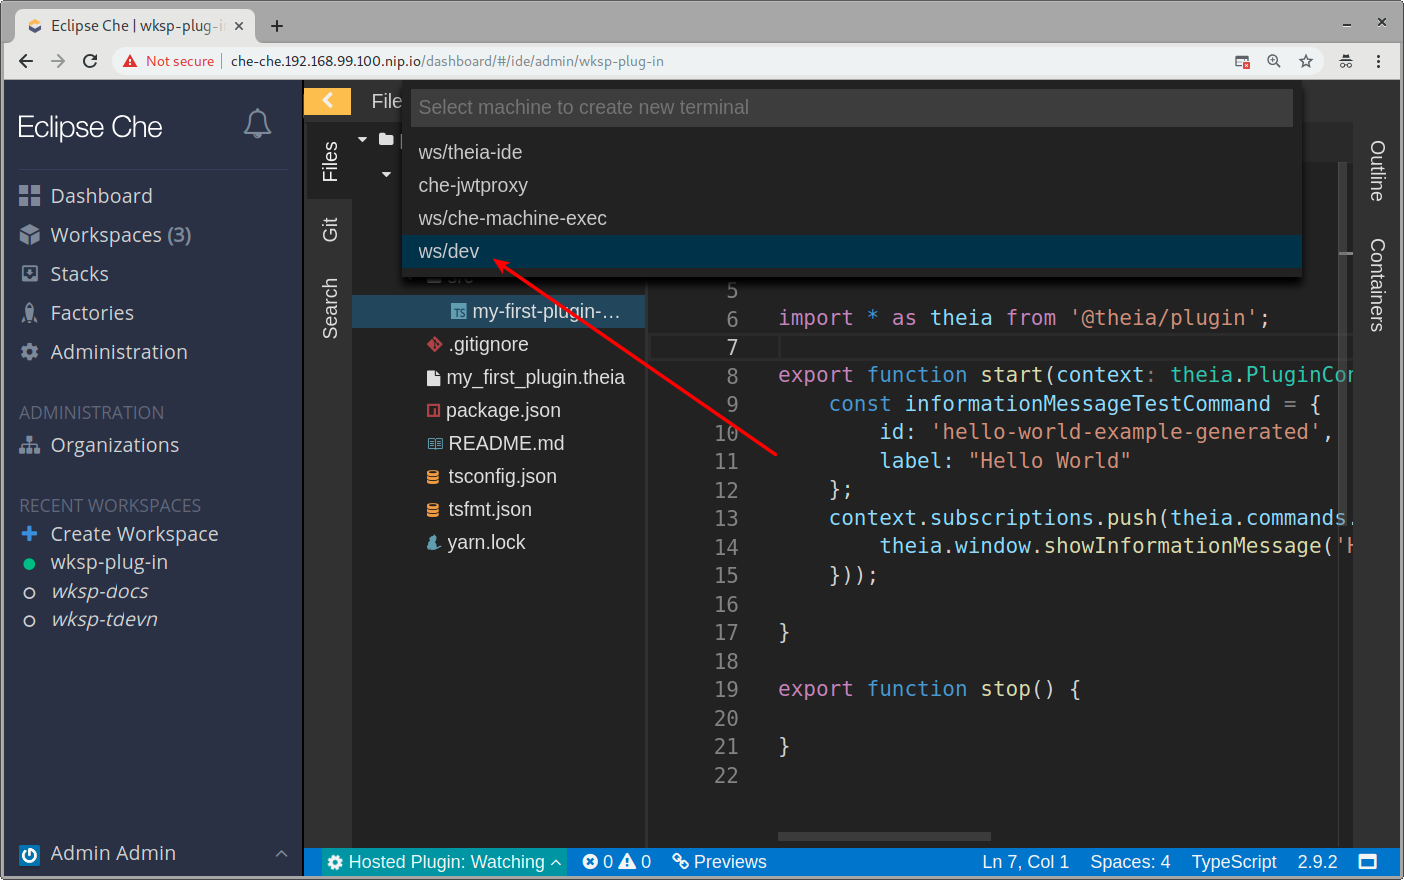 Eclipse Che | wksp-plug-i
Not secure
che-che.192.168.99.100.nip.io/dashboard/#/ide/admin/wksp-plug-in
Eclipse Che
Dashboard
Workspaces (3)
Stacks
Factories
Administration
ADMINISTRATION
Organizations
RECENT WORKSPACES
Create Workspace
wksp-plug-in
wksp-docs
wksp-tdevn
Admin Admin
File
Files
Git
Search
Select machine to create new terminal
ws/theia-ide
che-jwtproxy
ws/che-machine-exec
ws/dev
src
TS my-first-plugin-...
.gitignore
my_first_plugin.theia
package.json
README.md
tsconfig.json
tsfmt.json
yarn.lock
5
6 import * as theia from '@theia/plugin';
7
8 export function start(context: theia.PluginCon
9 const informationMessageTestCommand = {
10 id: 'hello-world-example-generated',
11 label: "Hello World"
12 };
13 context.subscriptions.push(theia.commands.
14 theia.window.showInformationMessage('H
15 }));
16
17 }
18
19 export function stop() {
20
21 }
22
Outline
Containers
Hosted Plugin: Watching 0 0 Previews Ln 7, Col 1 Spaces: 4 TypeScript 2.9.2